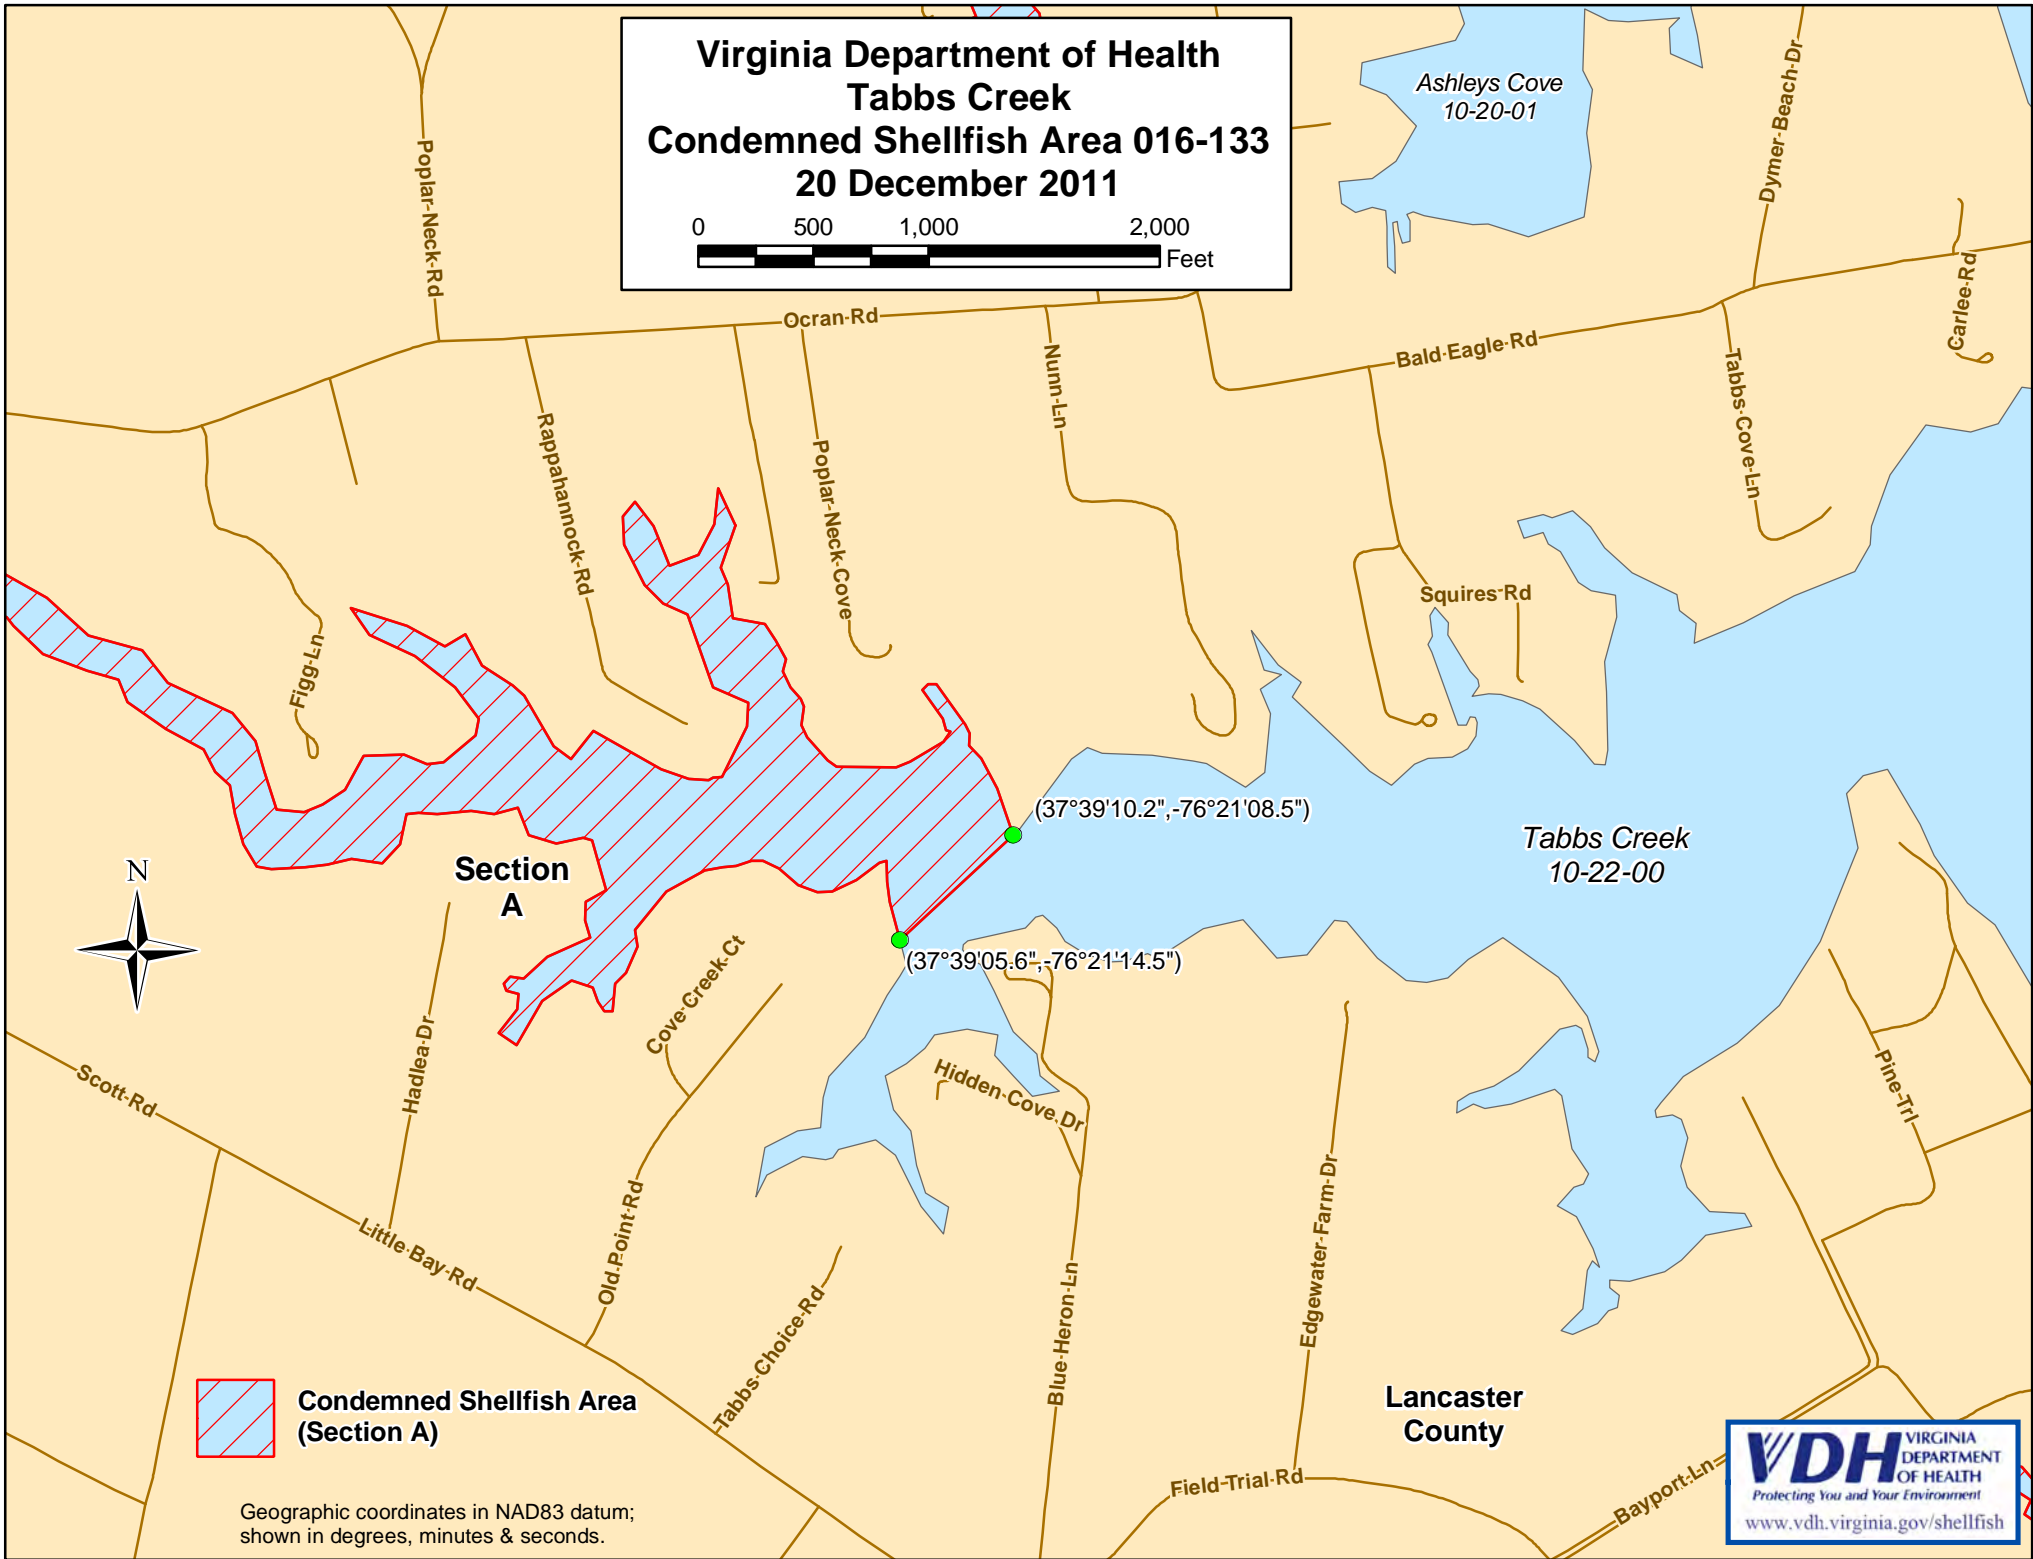 Virginia Department of Health
Tabbs Creek
Condemned Shellfish Area 016-133
20 December 2011
0 500 1,000 2,000
Feet
Ashleys Cove
10-20-01
Dyner-Beach-Dr
Poplar-Neck-Rd
Carlee-Rd
Ocran-Rd
Bald-Eagle-Rd
Nunn-Ln
Tabbs-Cove-Ln
Rappahannock-Rd
Poplar-Neck-Cove
Squires-Rd
Figg-Ln
(37°39'10.2",-76°21'08.5")
Tabbs Creek
10-22-00
Section
A
N
(37°39'05.6",-76°21'14.5")
Cove-Creek-Ct
Hadlea-Dr
Scott-Rd
Hidden-Cove Dr
Pine-Trl
Old-Point-Rd
Little-Bay-Rd
Edgewater-Farm-Dr
Tabbs-Choice-Rd
Blue-Heron-Ln
Condemned Shellfish Area
(Section A)
Lancaster
County
Field-Trial-Rd
Bayport-Ln
Geographic coordinates in NAD83 datum;
shown in degrees, minutes & seconds.
VDH
VIRGINIA
DEPARTMENT
OF HEALTH
Protecting You and Your Environment
www.vdh.virginia.gov/shellfish